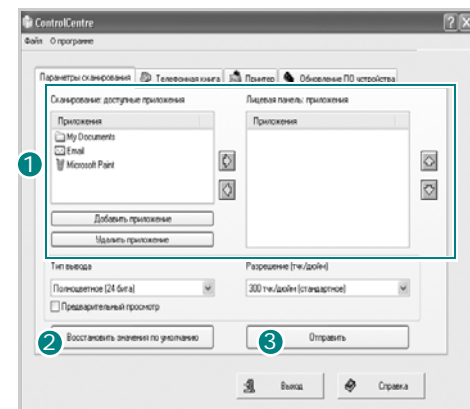 ControlCentre
Файл О программе
Параметры сканирования Телефонная книга Принтер Обновление ПО устройства
Сканирование: доступные приложения Лицевая панель: приложения
Приложения Приложения
My Documents
Email
Microsoft Paint
1
Добавить приложение
Удалить приложение
Тип вывода Разрешение (тчк./дюйм)
Полноцветное (24 бита) 300 тчк./дюйм (стандартное)
Предварительный просмотр
2 Восстановить значения по умолчанию 3 Отправить
Выход Справка